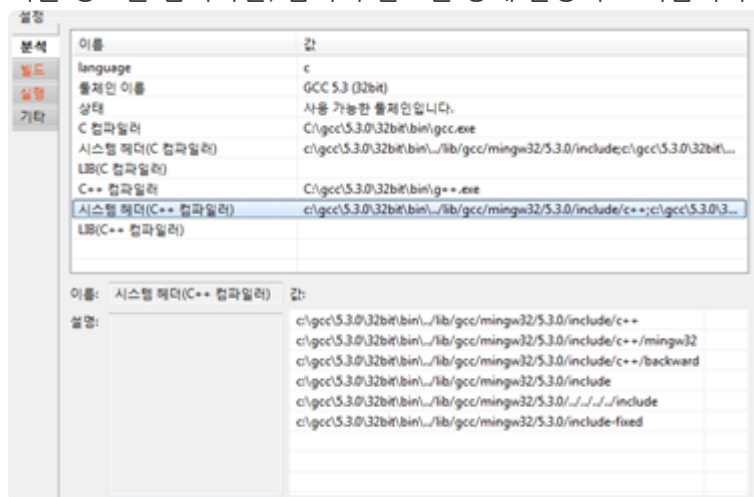 설정
분석
빌드
실행
기타
이름 값
language c
툴체인 이름 GCC 5.3 (32bit)
상태 사용 가능한 툴체인입니다.
C 컴파일러 C:\gcc\5.3.0\32bit\bin\gcc.exe
시스템 헤더(C 컴파일러) c:\gcc\5.3.0\32bit\bin\../lib/gcc/mingw32/5.3.0/include;c:\gcc\5.3.0\32bit\...
LIB(C 컴파일러)
C++ 컴파일러 C:\gcc\5.3.0\32bit\bin\g++.exe
시스템 헤더(C++ 컴파일러) c:\gcc\5.3.0\32bit\bin\../lib/gcc/mingw32/5.3.0/include/c++;c:\gcc\5.3.0\3...
LIB(C++ 컴파일러)
이름: 시스템 헤더(C++ 컴파일러) 값:
설명:
c:\gcc\5.3.0\32bit\bin\../lib/gcc/mingw32/5.3.0/include/c++
c:\gcc\5.3.0\32bit\bin\../lib/gcc/mingw32/5.3.0/include/c++/mingw32
c:\gcc\5.3.0\32bit\bin\../lib/gcc/mingw32/5.3.0/include/c++/backward
c:\gcc\5.3.0\32bit\bin\../lib/gcc/mingw32/5.3.0/include
c:\gcc\5.3.0\32bit\bin\../lib/gcc/mingw32/5.3.0/../../../../include
c:\gcc\5.3.0\32bit\bin\../lib/gcc/mingw32/5.3.0/include-fixed